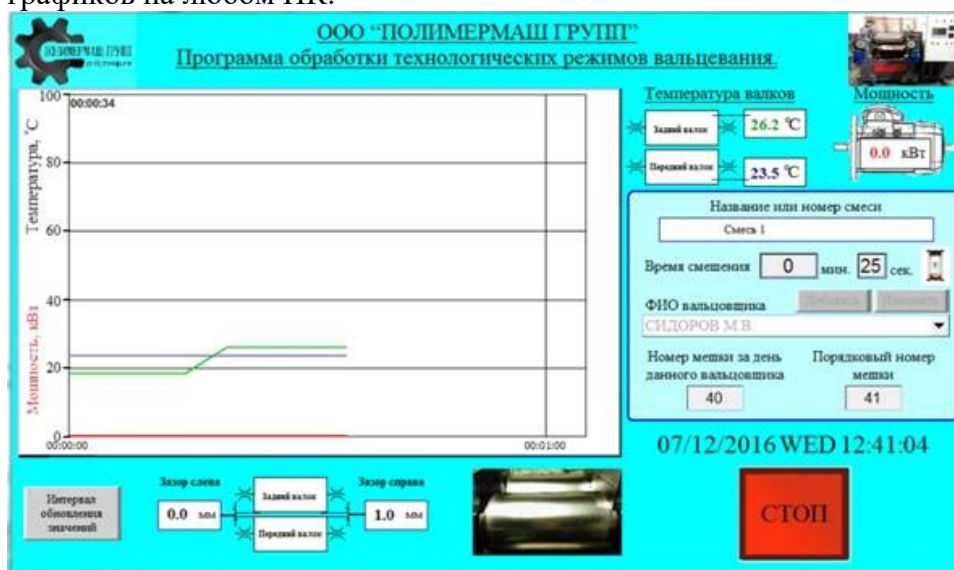 графиков на любом ПК.
ООО “ПОЛИМЕРМАШ ГРУПП”
Программа обработки технологических режимов вальцевания.
ПОЛИМЕРМАШ ГРУПП
100
00:00:34
Температура, °С
80
60
40
Мощность, кВт
20
0
00:00:00
00:01:00
Температура валков
Мощность
Задний валок
26.2 °С
0.0 кВт
Передний валок
23.5 °С
Название или номер смеси
Смесь 1
Время смешения 0 мин. 25 сек.
ФИО вальцовщика
Добавить
Изменить
СИДОРОВ М.В.
Номер мешки за день
данного вальцовщика
40
Порядковый номер
мешки
41
07/12/2016 WED 12:41:04
Интервал
обновления
значений
Зазор слева
0.0 мм
Задний валок
Передний валок
Зазор справа
1.0 мм
СТОП